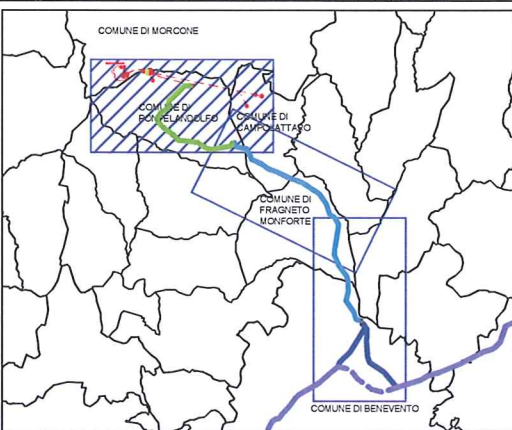 COMUNE DI MORCONE
COMUNE DI
PONTELANDOLFO
COMUNE DI
CAMPOLATTARO
COMUNE DI
FRAGNETO
MONFORTE
COMUNE DI BENEVENTO